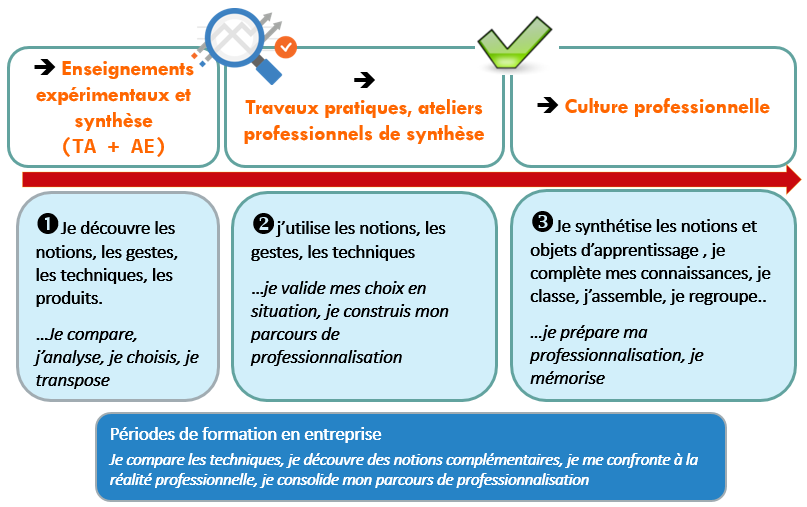 ➔ Enseignements
expérimentaux et
synthèse
(TA + AE)
➔
Travaux pratiques, ateliers
professionnels de synthèse
➔ Culture professionnelle
❶Je découvre les
notions, les gestes,
les techniques, les
produits.
...Je compare,
j’analyse, je choisis, je
transpose
❷j’utilise les notions, les
gestes, les techniques
...je valide mes choix en
situation, je construis mon
parcours de
professionnalisation
❸Je synthétise les notions et
objets d’apprentissage , je
complète mes connaissances, je
classe, j’assemble, je regroupe..
...je prépare ma
professionnalisation, je
mémorise
Périodes de formation en entreprise
Je compare les techniques, je découvre des notions complémentaires, je me confronte à la
réalité professionnelle, je consolide mon parcours de professionnalisation